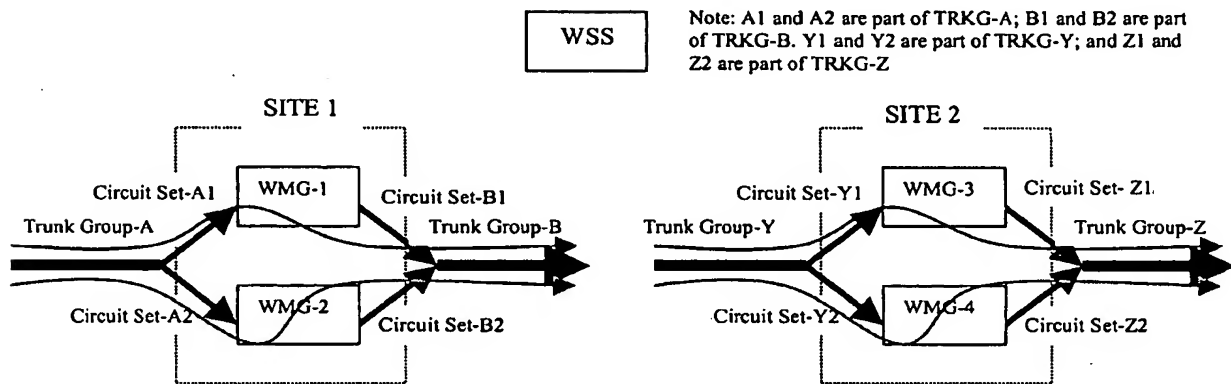 WSS
Note: A1 and A2 are part of TRKG-A; B1 and B2 are part
of TRKG-B. Y1 and Y2 are part of TRKG-Y; and Z1 and
Z2 are part of TRKG-Z
SITE 1
SITE 2
Circuit Set-A1
WMG-1
Circuit Set-B1
Trunk Group-A
Trunk Group-B
Circuit Set-A2
WMG-2
Circuit Set-B2
Circuit Set-Y1
WMG-3
Circuit Set- Z1
Trunk Group-Y
Trunk Group-Z
Circuit Set-Y2
WMG-4
Circuit Set-Z2